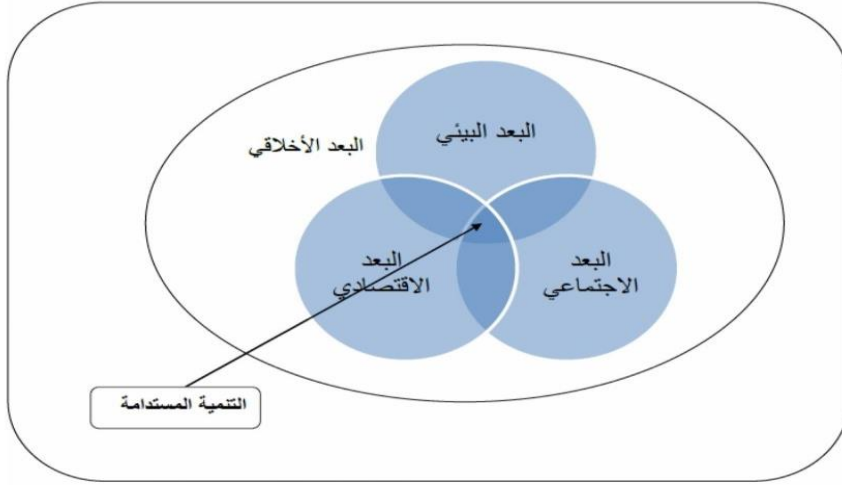 البعد البيئي
البعد الأخلاقي
البعد
الاجتماعي
البعد
الاقتصادي
التنمية المستدامة